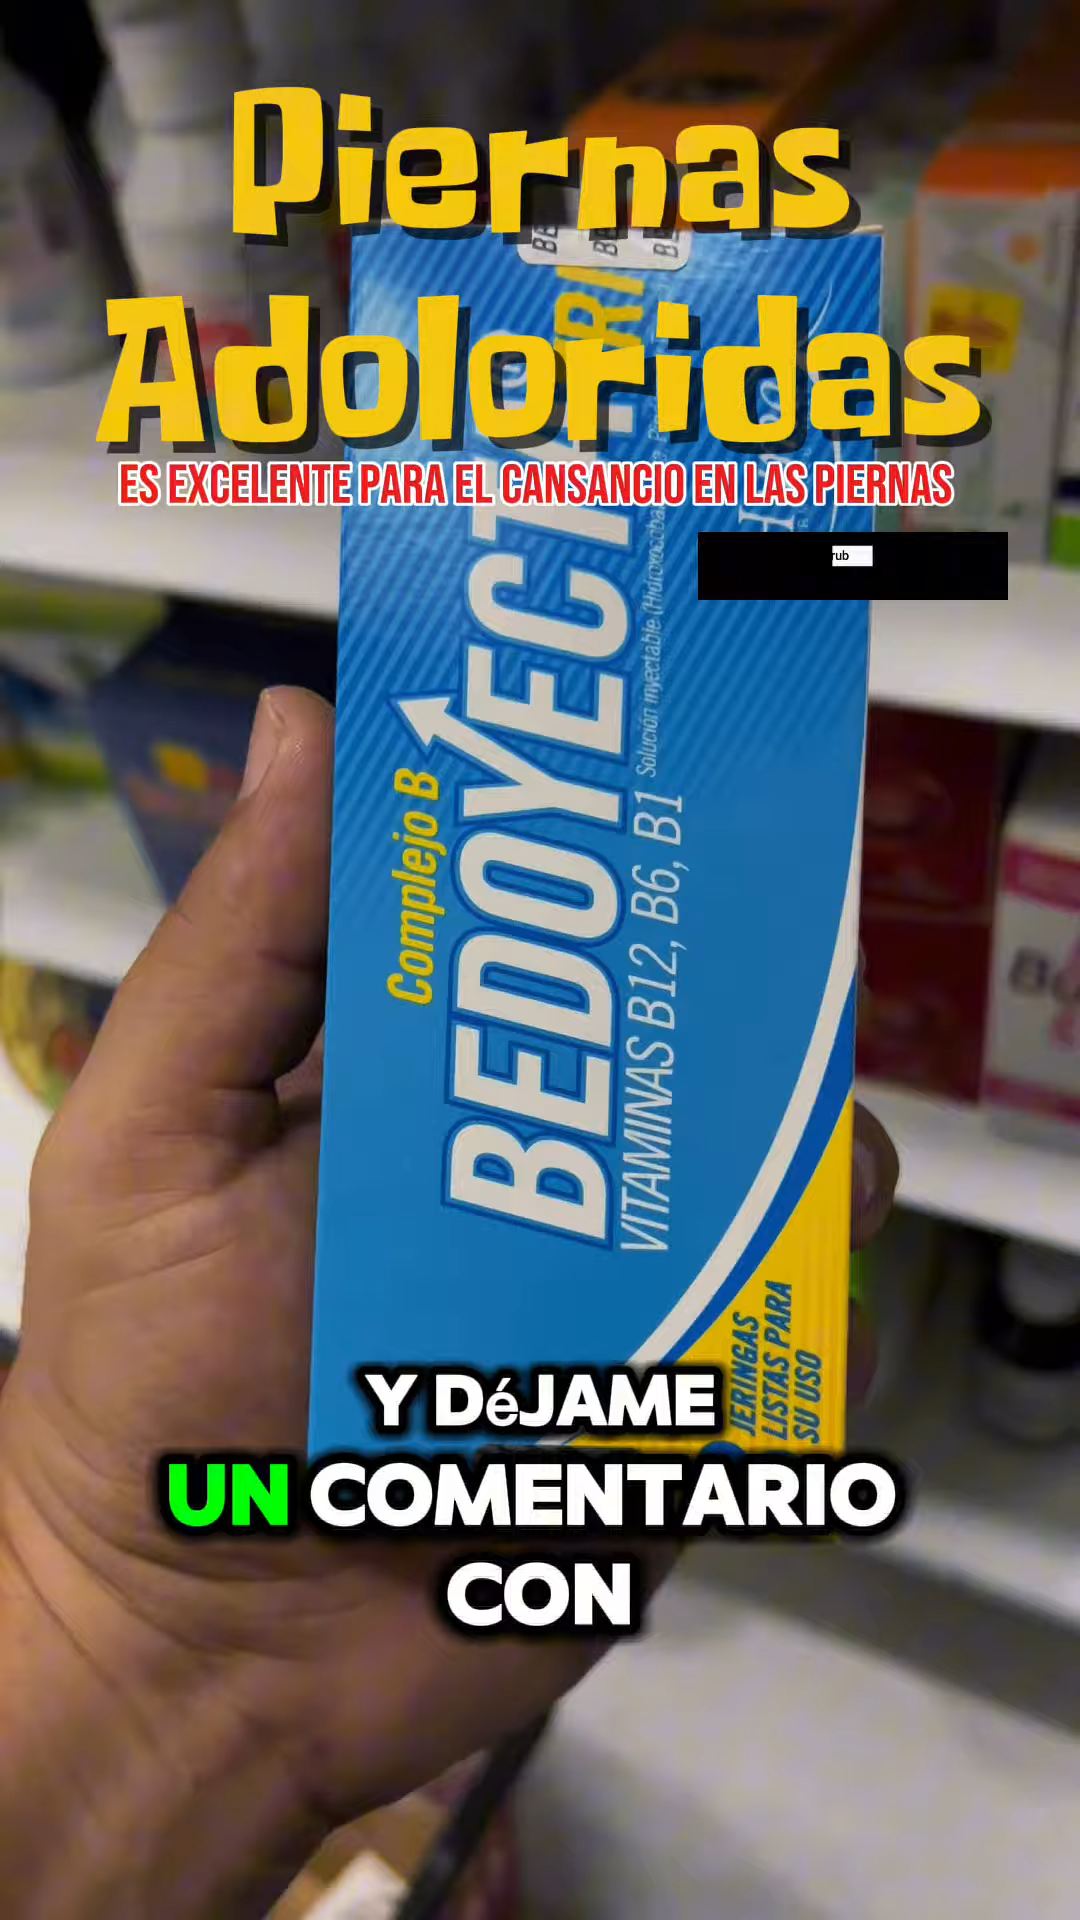 Piernas
Adoloridas
ES EXCELENTE PARA EL CANSANCIO EN LAS PIERNAS
rub
Complejo B
BEDOYECTA
VITAMINAS B12, B6, B1
Solución inyectable
JERINGAS
LISTAS PARA
SU USO
Y DéJAME
UN COMENTARIO
CON